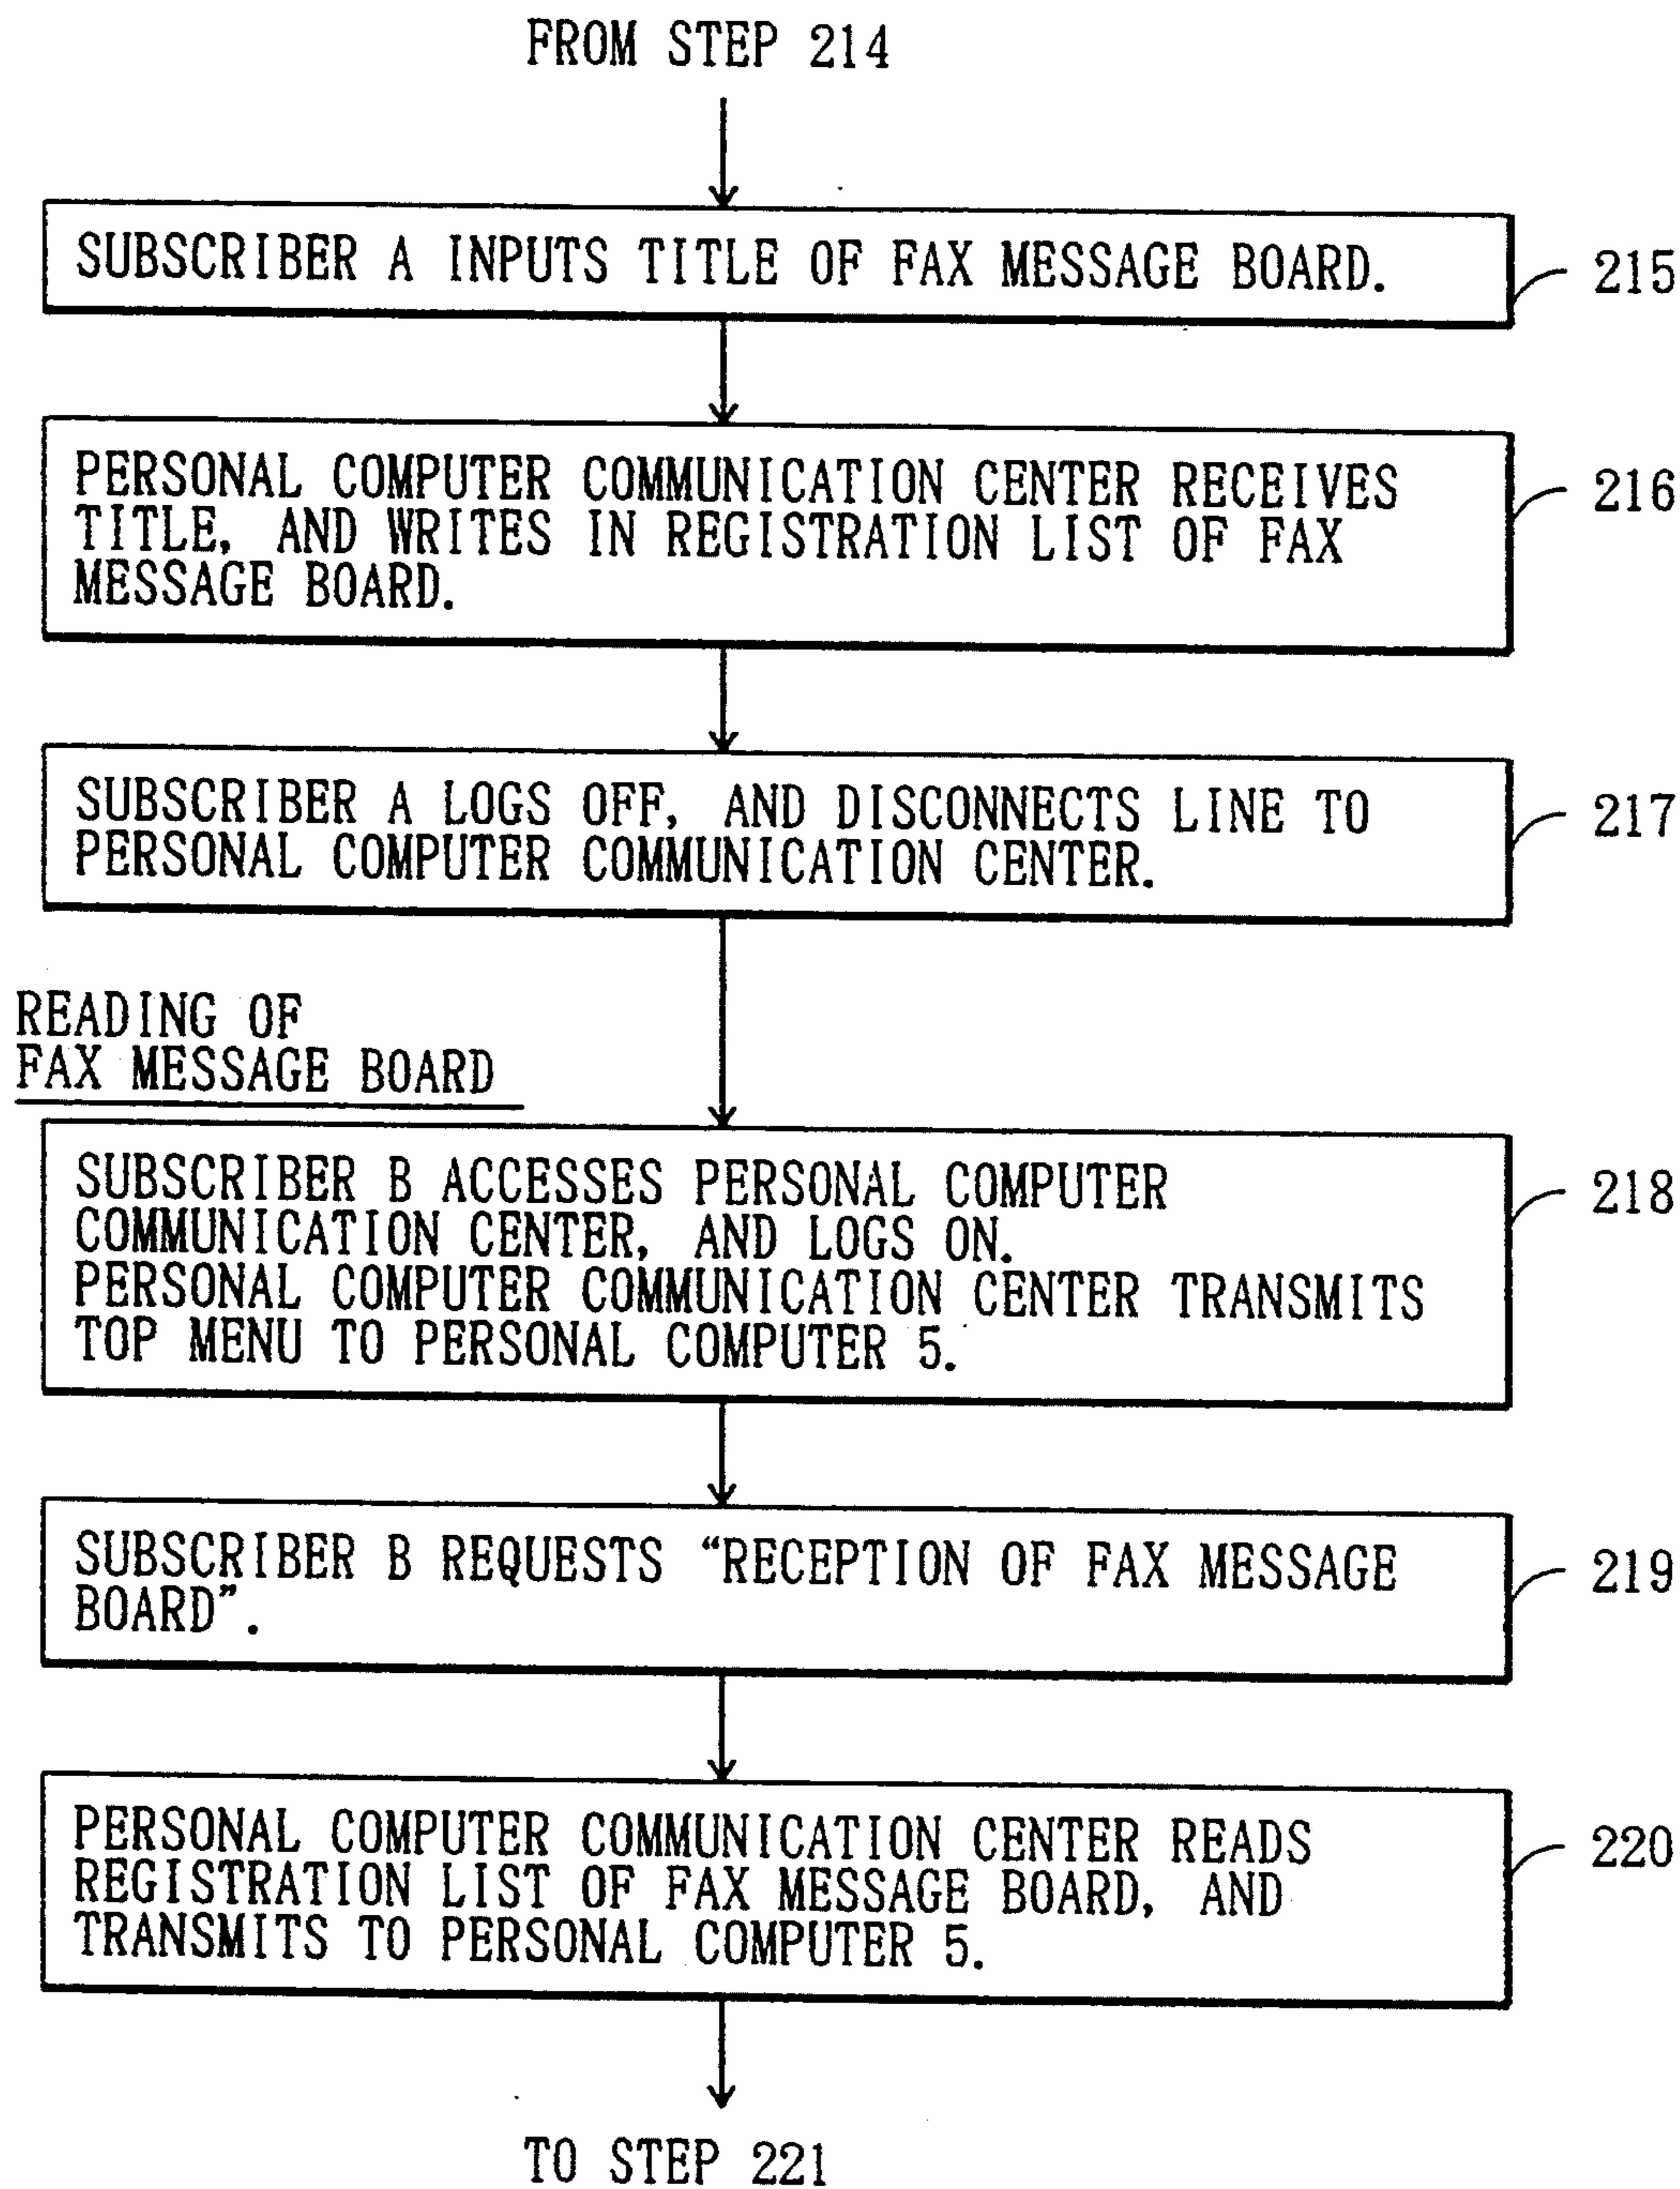 FROM STEP 214
SUBSCRIBER A INPUTS TITLE OF FAX MESSAGE BOARD.
215
PERSONAL COMPUTER COMMUNICATION CENTER RECEIVES
TITLE, AND WRITES IN REGISTRATION LIST OF FAX
MESSAGE BOARD.
216
SUBSCRIBER A LOGS OFF, AND DISCONNECTS LINE TO
PERSONAL COMPUTER COMMUNICATION CENTER.
217
READING OF
FAX MESSAGE BOARD
SUBSCRIBER B ACCESSES PERSONAL COMPUTER
COMMUNICATION CENTER, AND LOGS ON.
PERSONAL COMPUTER COMMUNICATION CENTER TRANSMITS
TOP MENU TO PERSONAL COMPUTER 5.
218
SUBSCRIBER B REQUESTS “RECEPTION OF FAX MESSAGE
BOARD”.
219
PERSONAL COMPUTER COMMUNICATION CENTER READS
REGISTRATION LIST OF FAX MESSAGE BOARD, AND
TRANSMITS TO PERSONAL COMPUTER 5.
220
TO STEP 221